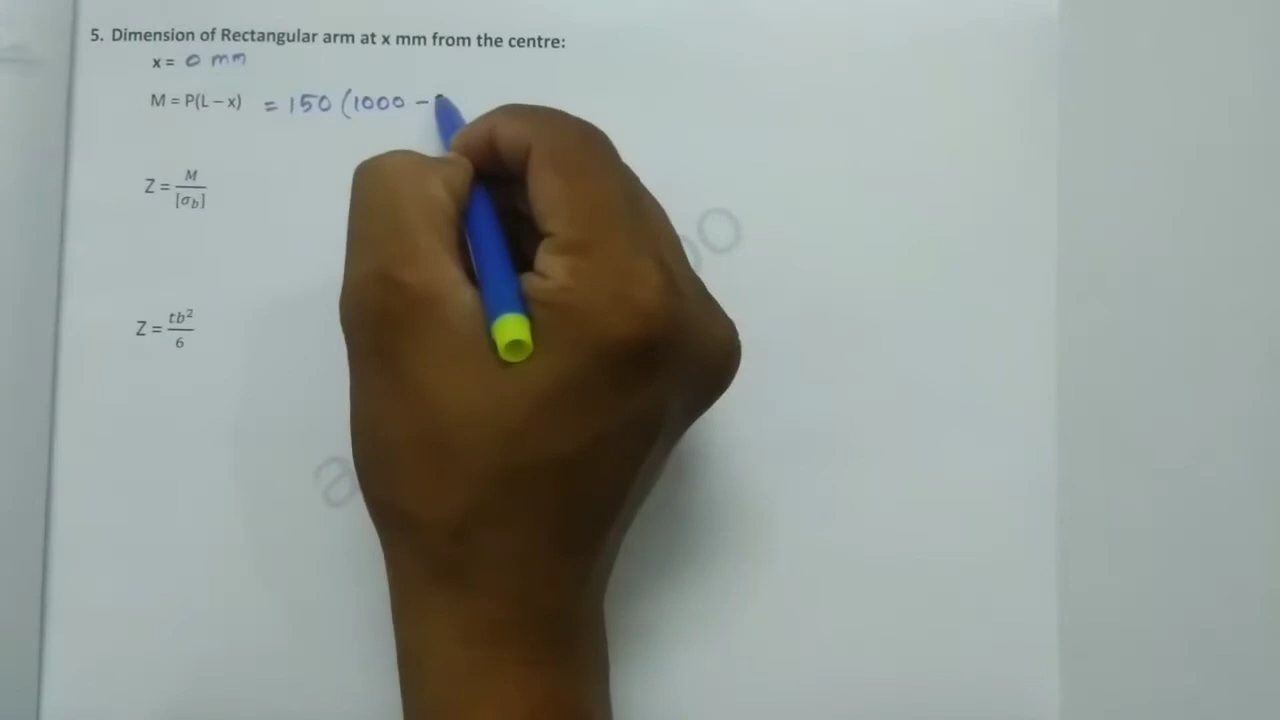 5. Dimension of Rectangular arm at x mm from the centre:
x = 0 mm
M = P(L – x) = 150 (1000 –
Z = M / [σb]
Z = tb² / 6